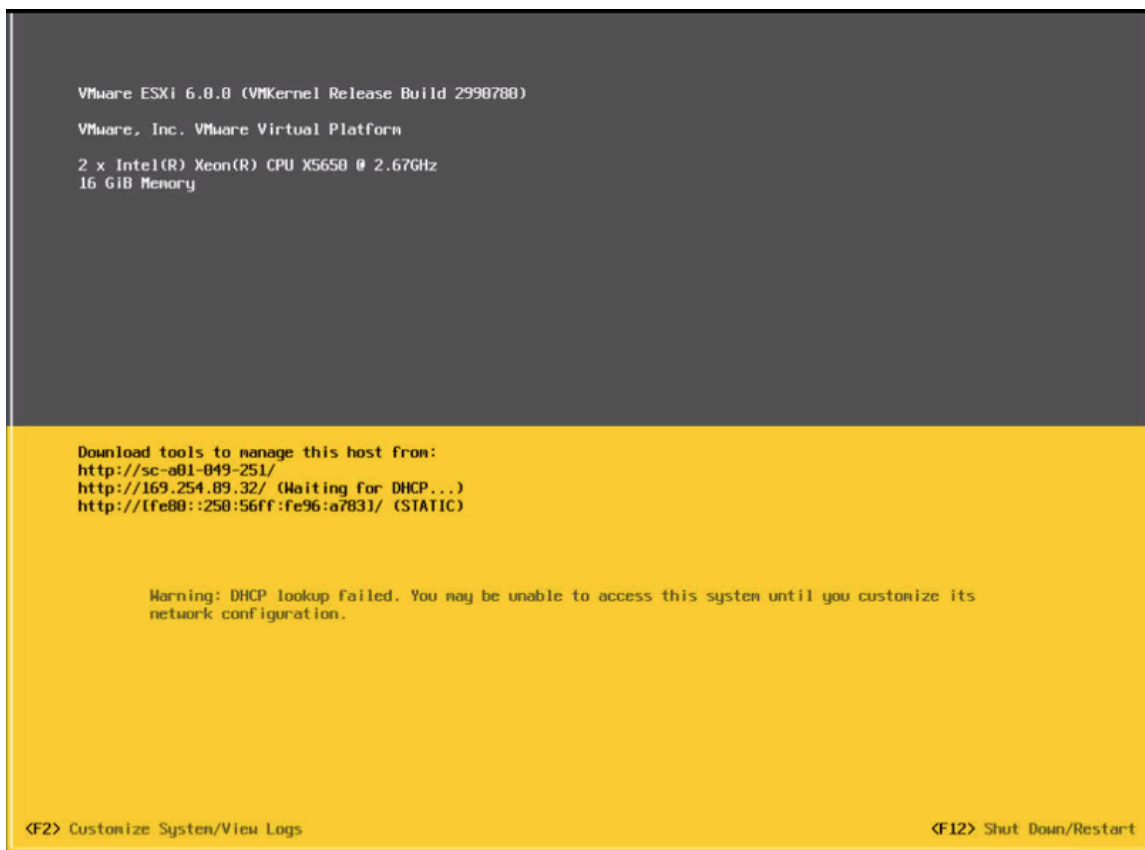 VMware ESXi 6.0.0 (VMKernel Release Build 2990780)
VMware, Inc. VMware Virtual Platform
2 x Intel(R) Xeon(R) CPU X5650 @ 2.67GHz
16 GiB Memory
Download tools to manage this host from:
http://sc-a01-049-251/
http://169.254.89.32/ (Waiting for DHCP...)
http://[fe80::250:56ff:fe96:a783]/ (STATIC)
Warning: DHCP lookup failed. You may be unable to access this system until you customize its
network configuration.
<F2> Customize System/View Logs
<F12> Shut Down/Restart